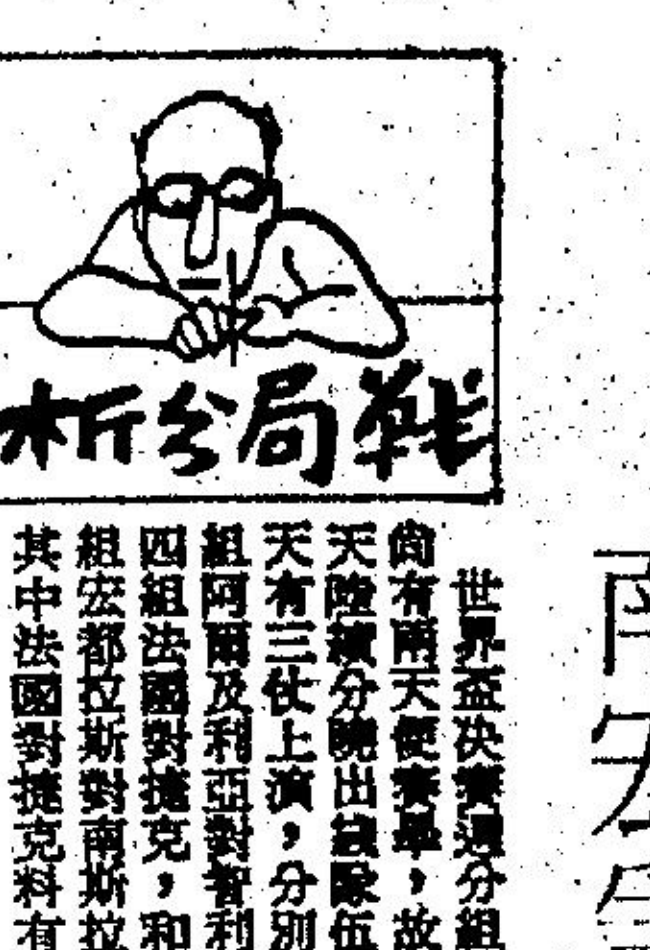 戰局分析
世界盃決賽週分組
尚有兩天便賽畢，故
天陸續分曉出線隊伍
天有三仗上演，分別
組阿爾及利亞對智利
四組法國對捷克，和
組宏都拉斯對南斯拉
其中法國對捷克料有